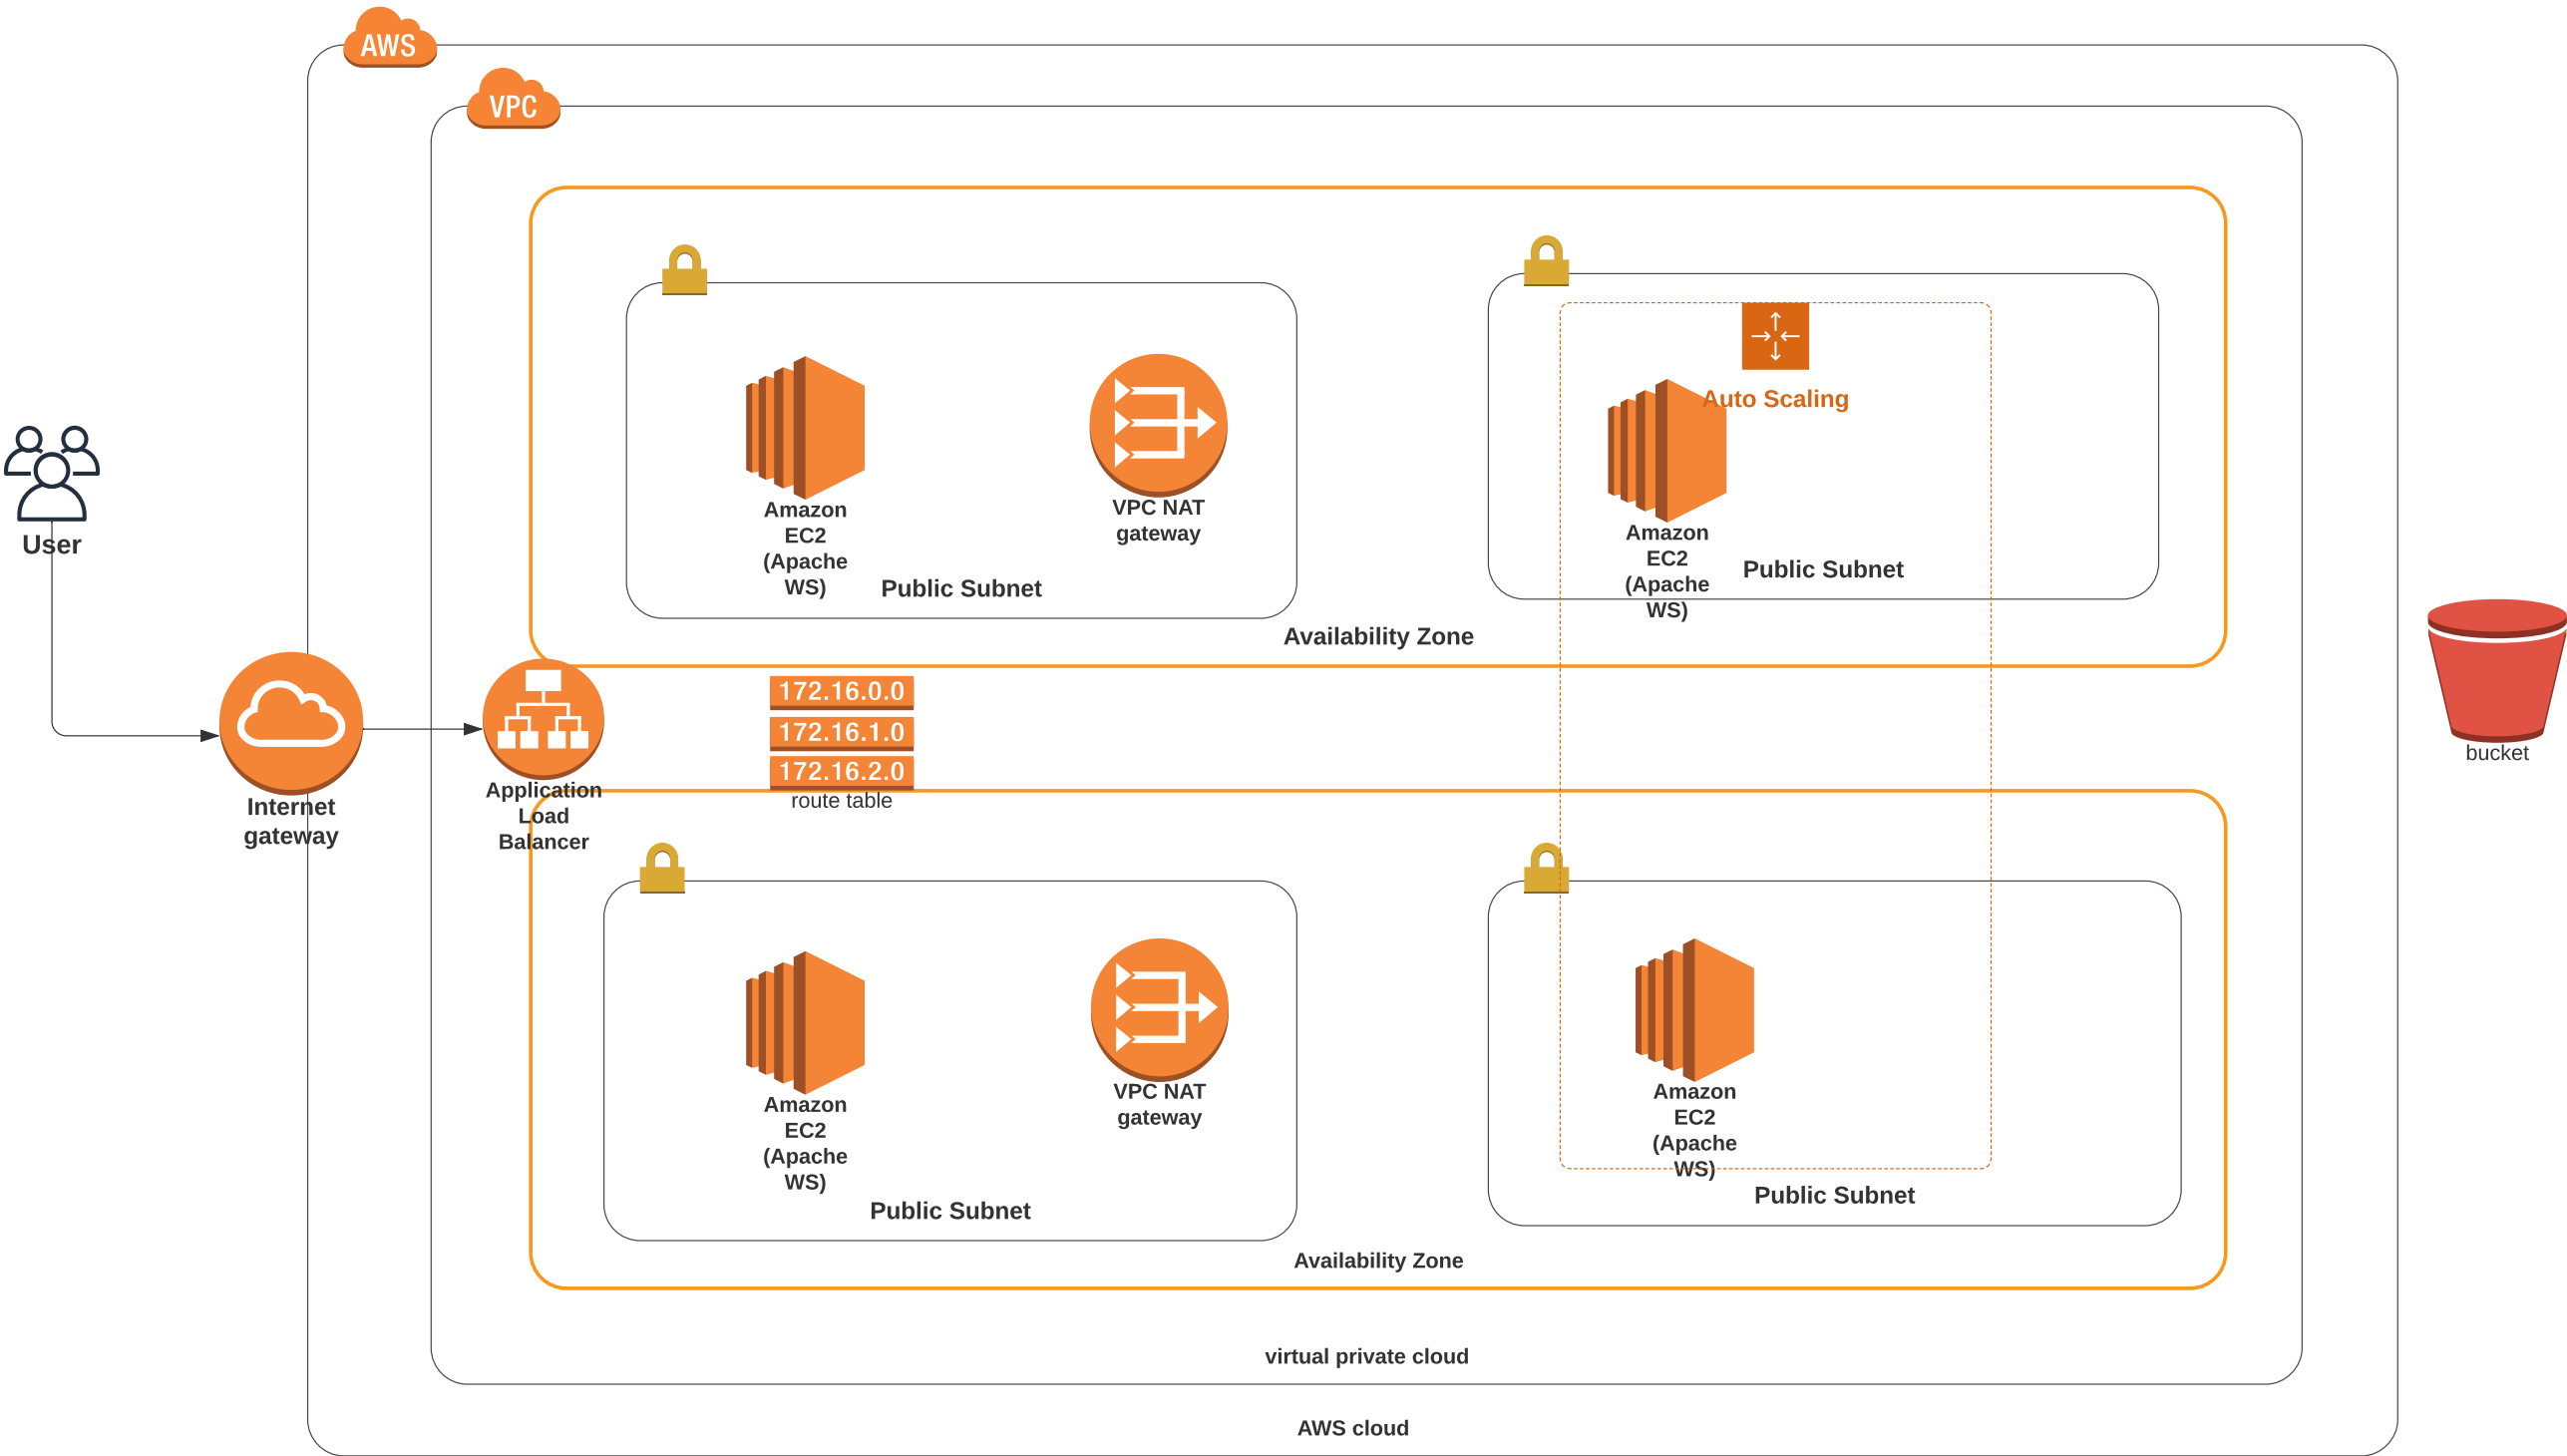 AWS
VPC
Auto Scaling
Amazon
EC2
(Apache
WS)
VPC NAT
gateway
Public Subnet
Amazon
EC2
(Apache
WS)
Public Subnet
User
Availability Zone
172.16.0.0
172.16.1.0
172.16.2.0
route table
bucket
Internet
gateway
Application
Load
Balancer
Amazon
EC2
(Apache
WS)
VPC NAT
gateway
Public Subnet
Amazon
EC2
(Apache
WS)
Public Subnet
Availability Zone
virtual private cloud
AWS cloud